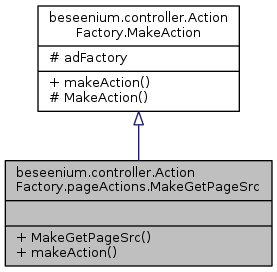 beseenium.controller.Action
Factory.MakeAction
# adFactory
+ makeAction()
# MakeAction()
beseenium.controller.Action
Factory.pageActions.MakeGetPageSrc
+ MakeGetPageSrc()
+ makeAction()